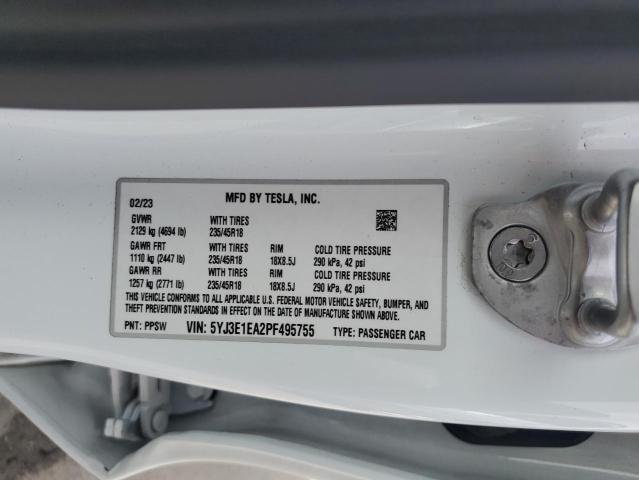 02/23 MFD BY TESLA, INC.
GVWR WITH TIRES
2129 kg (4694 lb) 235/45R18
GAWR FRT WITH TIRES RIM COLD TIRE PRESSURE
1110 kg (2447 lb) 235/45R18 18X8.5J 290 kPa, 42 psi
GAWR RR WITH TIRES RIM COLD TIRE PRESSURE
1257 kg (2771 lb) 235/45R18 18X8.5J 290 kPa, 42 psi
THIS VEHICLE CONFORMS TO ALL APPLICABLE U.S. FEDERAL MOTOR VEHICLE SAFETY, BUMPER, AND
THEFT PREVENTION STANDARDS IN EFFECT ON THE DATE OF MANUFACTURE SHOWN ABOVE.
PNT: PPSW VIN: 5YJ3E1EA2PF495755 TYPE: PASSENGER CAR